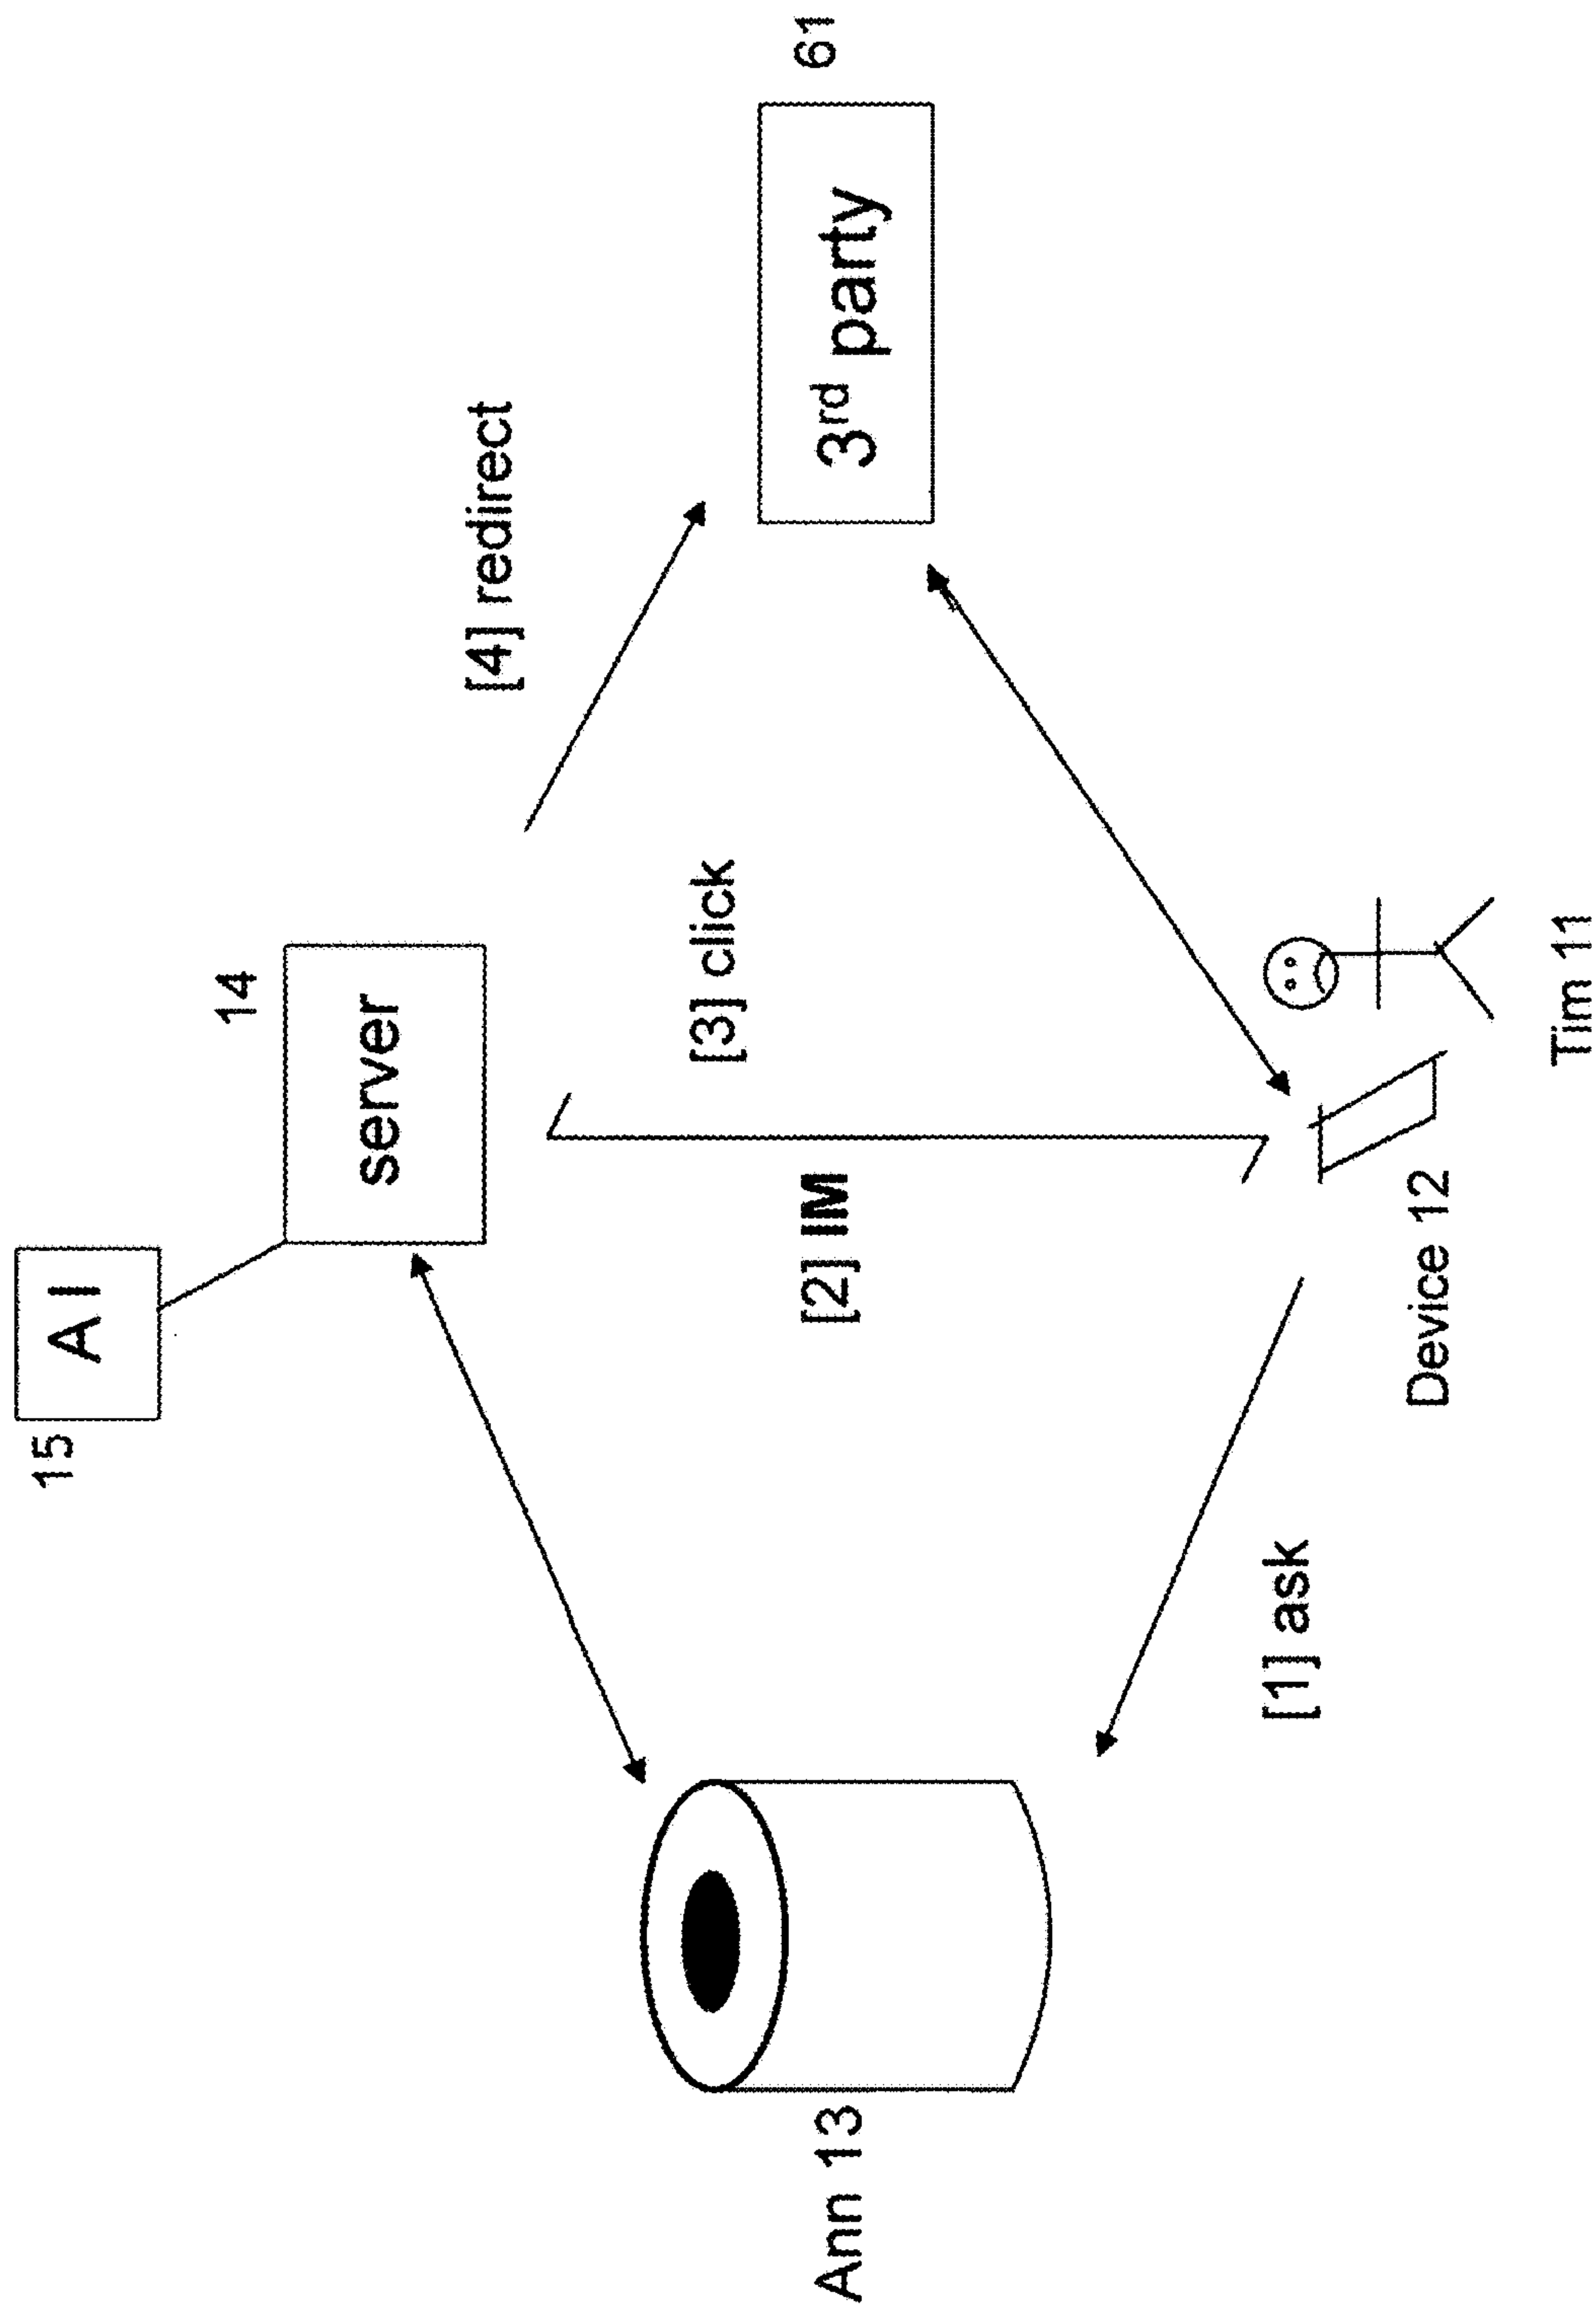 15
A I
14
server
[4] redirect
[3] click
61
3rd party
[2] IM
Ann 13
[1] ask
Device 12
Tim 11